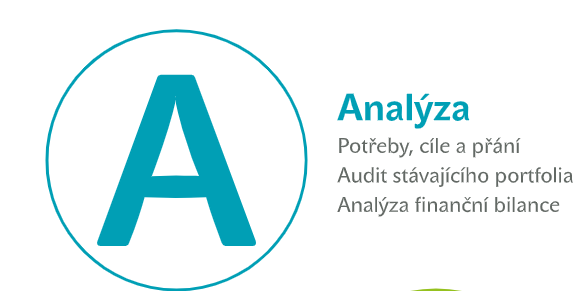 A
Analýza
Potřeby, cíle a přání
Audit stávajícího portfolia
Analýza finanční bilance